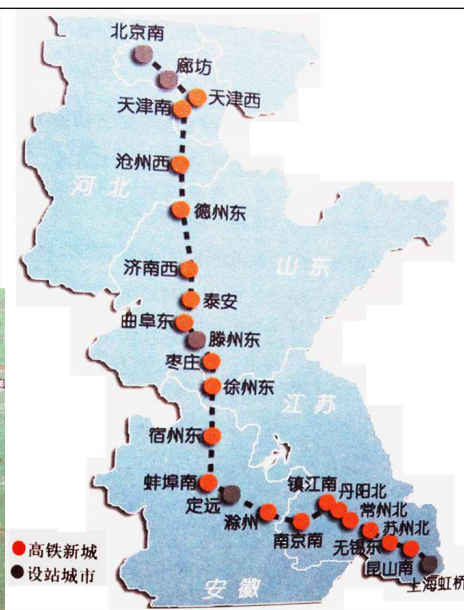 北京南
廊坊
天津西
天津南
沧州西
河北
德州东
济南西
山东
泰安
曲阜东
滕州东
枣庄
徐州东
江苏
宿州东
蚌埠南
镇江南
定远
丹阳北
滁州
常州北
南京南
苏州北
无锡东
昆山南
上海虹桥
安徽
高铁新城
设站城市